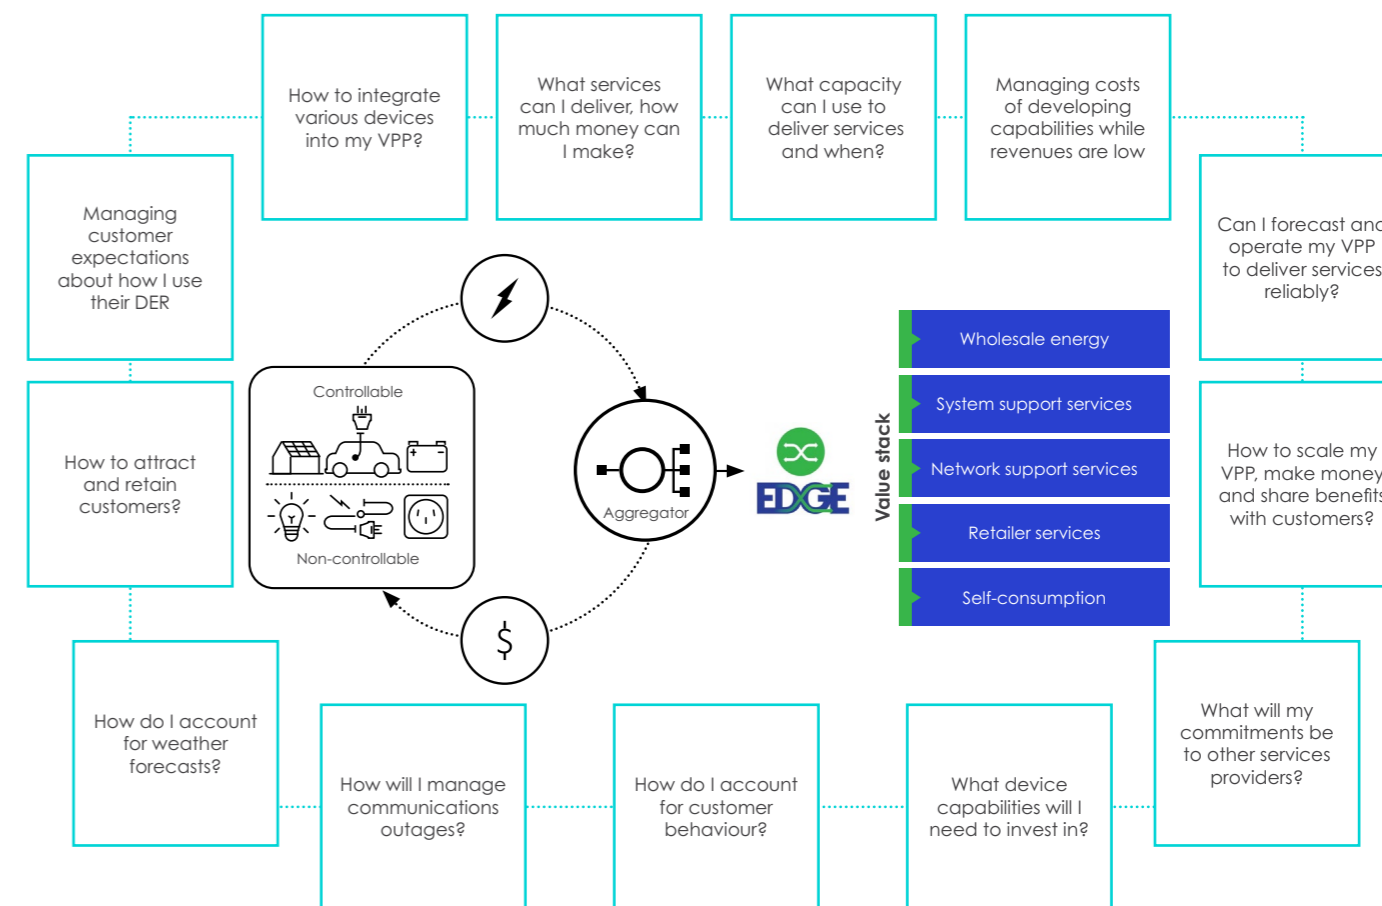 How to integrate
various devices
into my VPP?
What services
can I deliver, how
much money can
I make?
What capacity
can I use to
deliver services
and when?
Managing costs
of developing
capabilities while
revenues are low
Managing
customer
expectations
about how I use
their DER
Can I forecast and
operate my VPP
to deliver services
reliably?
How to attract
and retain
customers?
Controllable
Non-controllable
$
Aggregator
EDGE
Value stack
Wholesale energy
System support services
Network support services
Retailer services
Self-consumption
How to scale my
VPP, make money
and share benefits
with customers?
How do I account
for weather
forecasts?
How will I manage
communications
outages?
How do I account
for customer
behaviour?
What device
capabilities will I
need to invest in?
What will my
commitments be
to other services
providers?